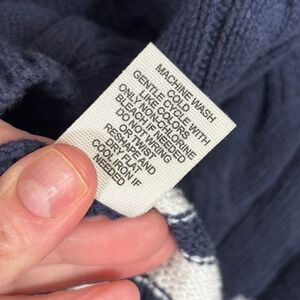 MACHINE WASH
COLD
GENTLE CYCLE WITH
LIKE COLORS
ONLY NON-CHLORINE
BLEACH IF NEEDED
DO NOT WRING
OR TWIST
RESHAPE AND
DRY FLAT
COOL IRON IF
NEEDED